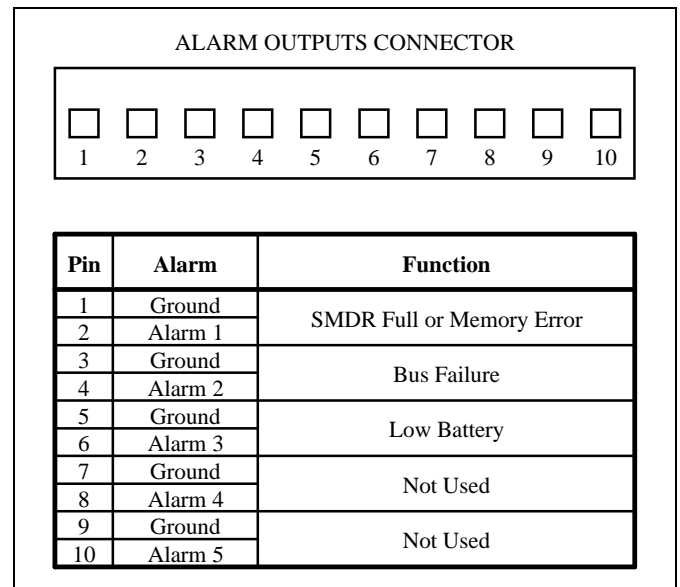 ALARM OUTPUTS CONNECTOR
1 2 3 4 5 6 7 8 9 10
Pin Alarm Function
1 Ground SMDR Full or Memory Error
2 Alarm 1
3 Ground Bus Failure
4 Alarm 2
5 Ground Low Battery
6 Alarm 3
7 Ground Not Used
8 Alarm 4
9 Ground Not Used
10 Alarm 5